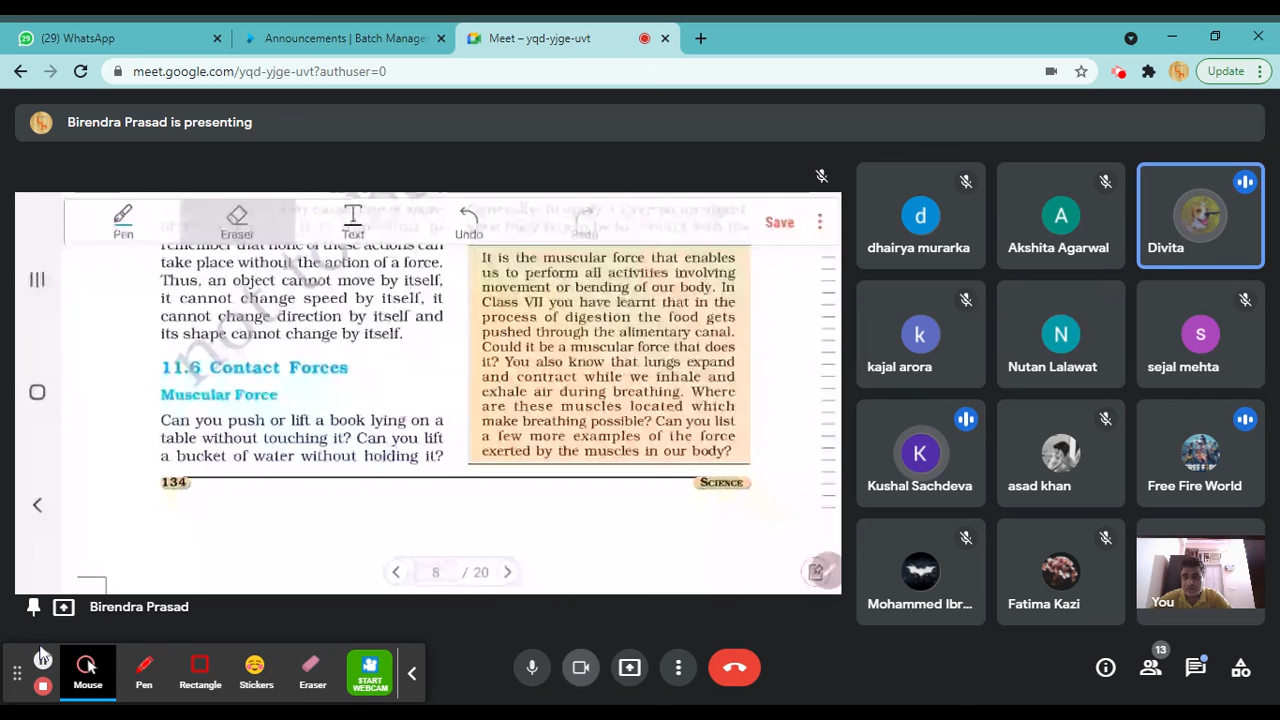 (29) WhatsApp
Announcements | Batch Manage
Meet – yqd-yjge-uvt
meet.google.com/yqd-yjge-uvt?authuser=0
Update
Birendra Prasad is presenting
Pen
Eraser
Text
Undo
Redo
Save
remember that none of these actions can
take place without the action of a force.
Thus, an object cannot move by itself,
it cannot change speed by itself, it
cannot change direction by itself and
its shape cannot change by itself.
11.6 Contact Forces
Muscular Force
Can you push or lift a book lying on a
table without touching it? Can you lift
a bucket of water without holding it?
134
It is the muscular force that enables
us to perform all activities involving
movement or bending of our body. In
Class VII you have learnt that in the
process of digestion the food gets
pushed through the alimentary canal.
Could it be a muscular force that does
it? You also know that lungs expand
and contract while we inhale and
exhale air during breathing. Where
are these muscles located which
make breathing possible? Can you list
a few more examples of the force
exerted by the muscles in our body?
SCIENCE
8 / 20
Birendra Prasad
d
dhairya murarka
A
Akshita Agarwal
Divita
k
kajal arora
N
Nutan Lalawat
s
sejal mehta
K
Kushal Sachdeva
asad khan
Free Fire World
Mohammed Ibr...
Fatima Kazi
You
Mouse
Pen
Rectangle
Stickers
Eraser
START
WEBCAM
13